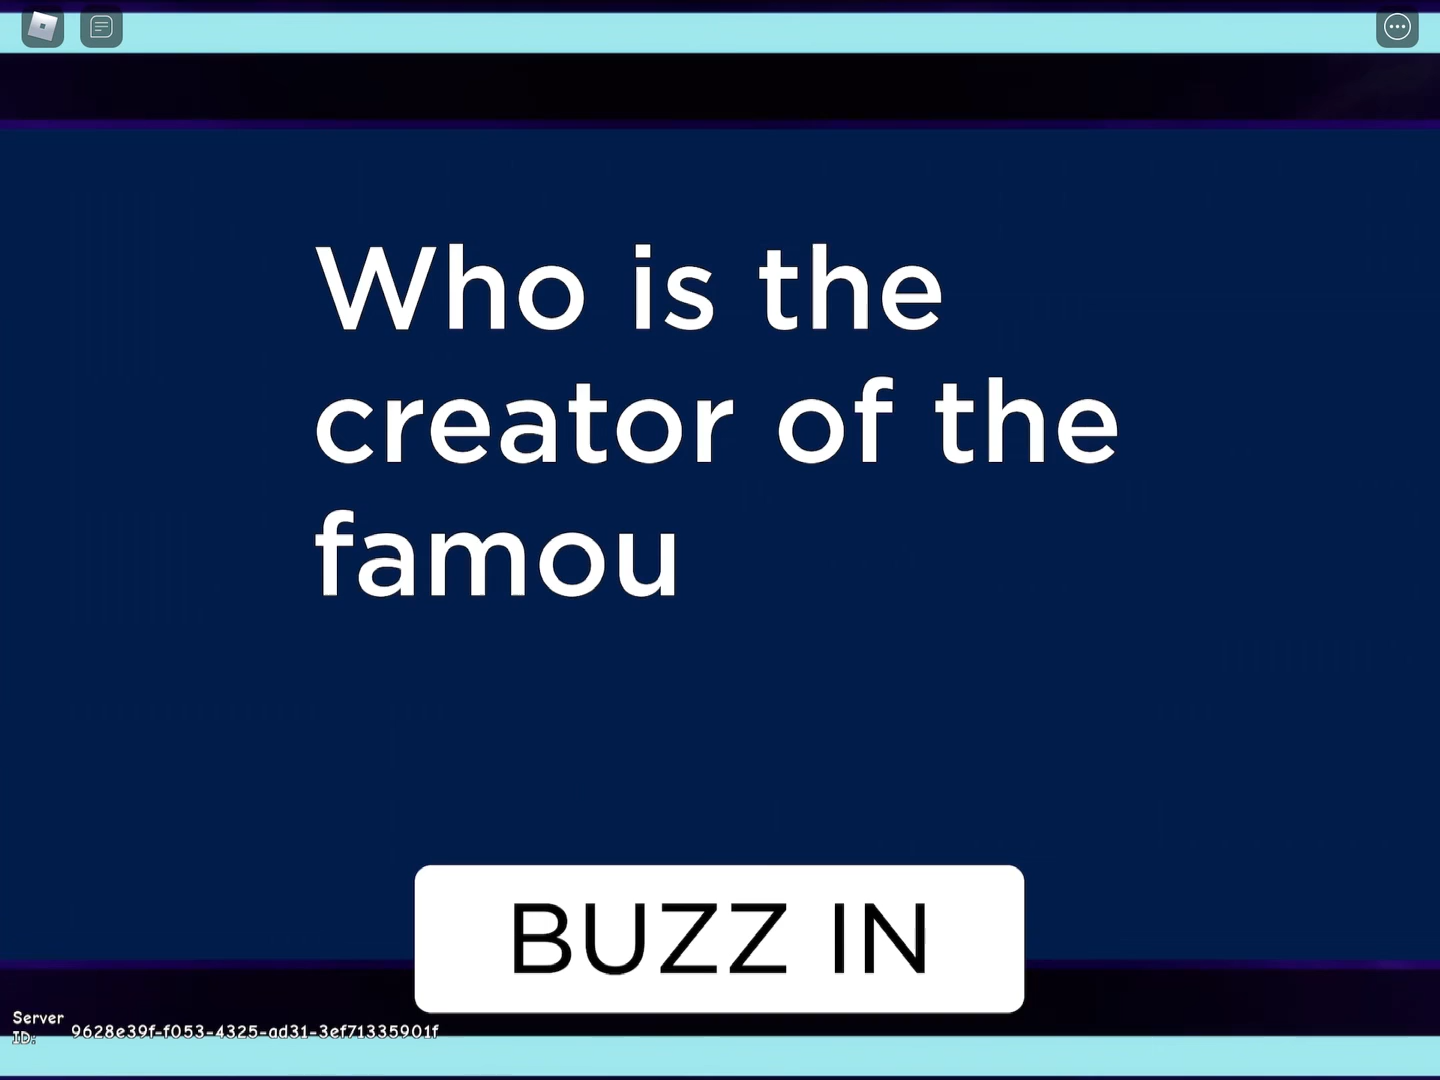 Who is the
creator of the
famou
BUZZ IN
Server
ID: 9628e39f-f053-4325-ad31-3ef71335901f